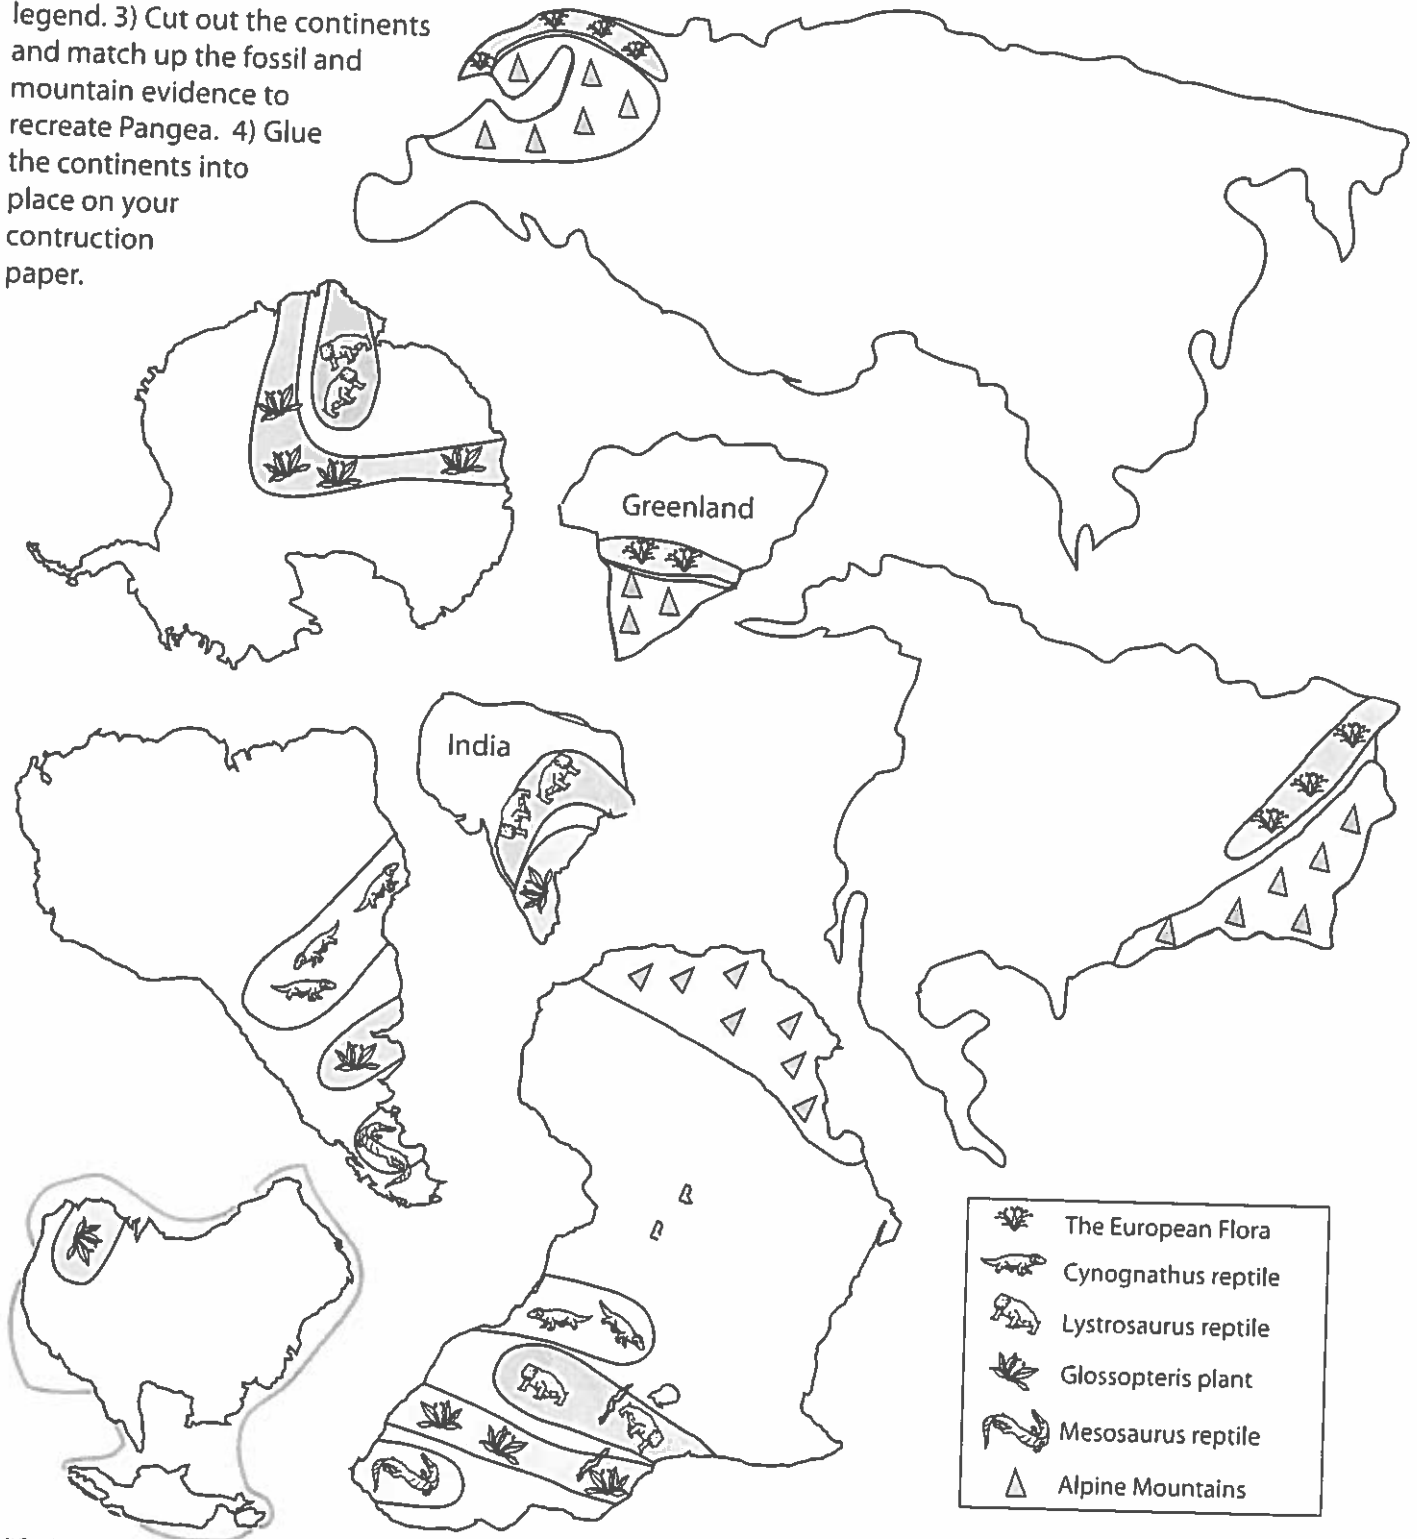 legend. 3) Cut out the continents
and match up the fossil and
mountain evidence to
recreate Pangea. 4) Glue
the continents into
place on your
contruction
paper.
Greenland
India
The European Flora
Cynognathus reptile
Lystrosaurus reptile
Glossopteris plant
Mesosaurus reptile
Alpine Mountains